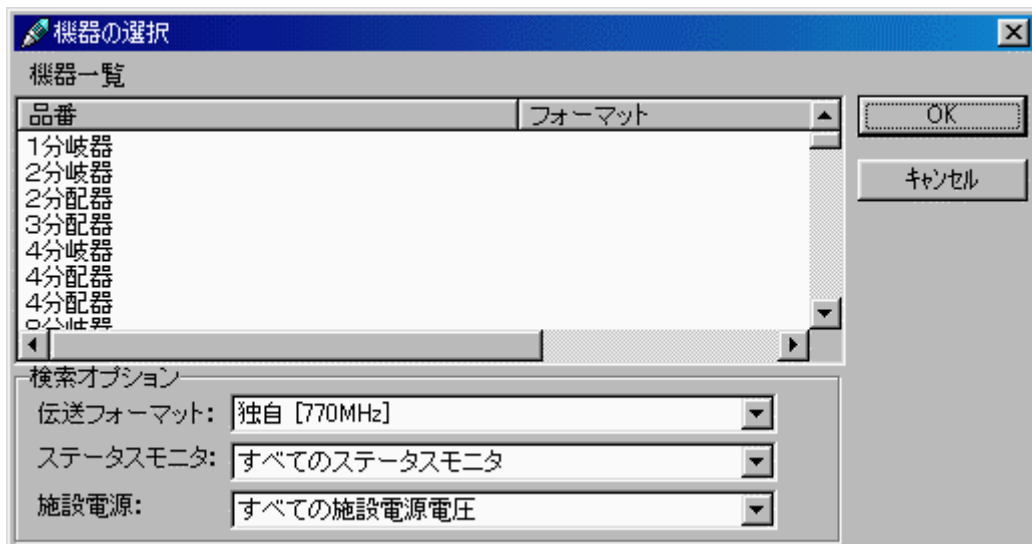 機器の選択
機器一覧
品番 フォーマット
OK
キャンセル
1分岐器
2分岐器
2分配器
3分配器
4分岐器
4分配器
4分配器
検索オプション
伝送フォーマット: 独自 [770MHz]
ステータスモニタ: すべてのステータスモニタ
施設電源: すべての施設電源電圧